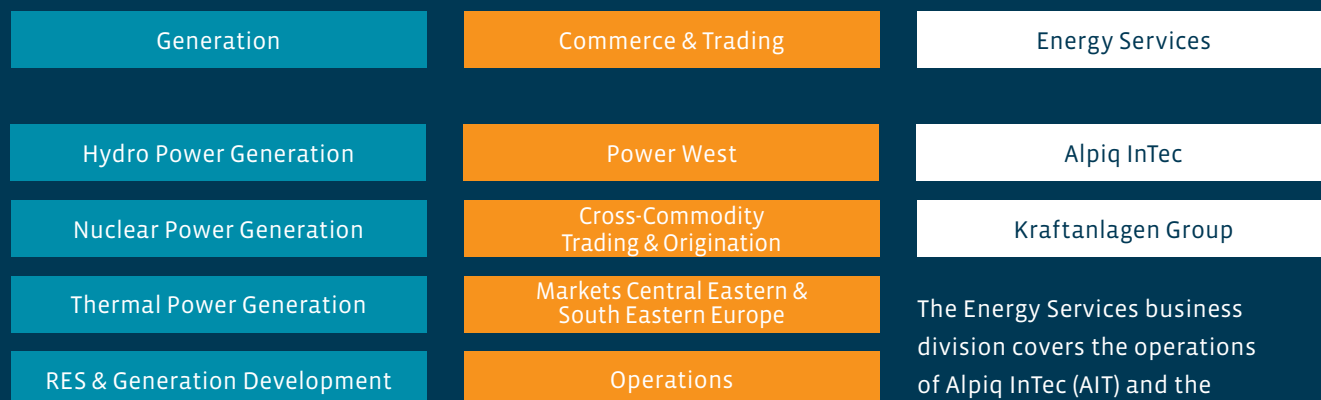 Generation
Commerce & Trading
Energy Services
Hydro Power Generation
Power West
Alpiq InTec
Nuclear Power Generation
Cross-Commodity
Trading & Origination
Kraftanlagen Group
Thermal Power Generation
Markets Central Eastern &
South Eastern Europe
RES & Generation Development
Operations
The Energy Services business
division covers the operations
of Alpiq InTec (AIT) and the